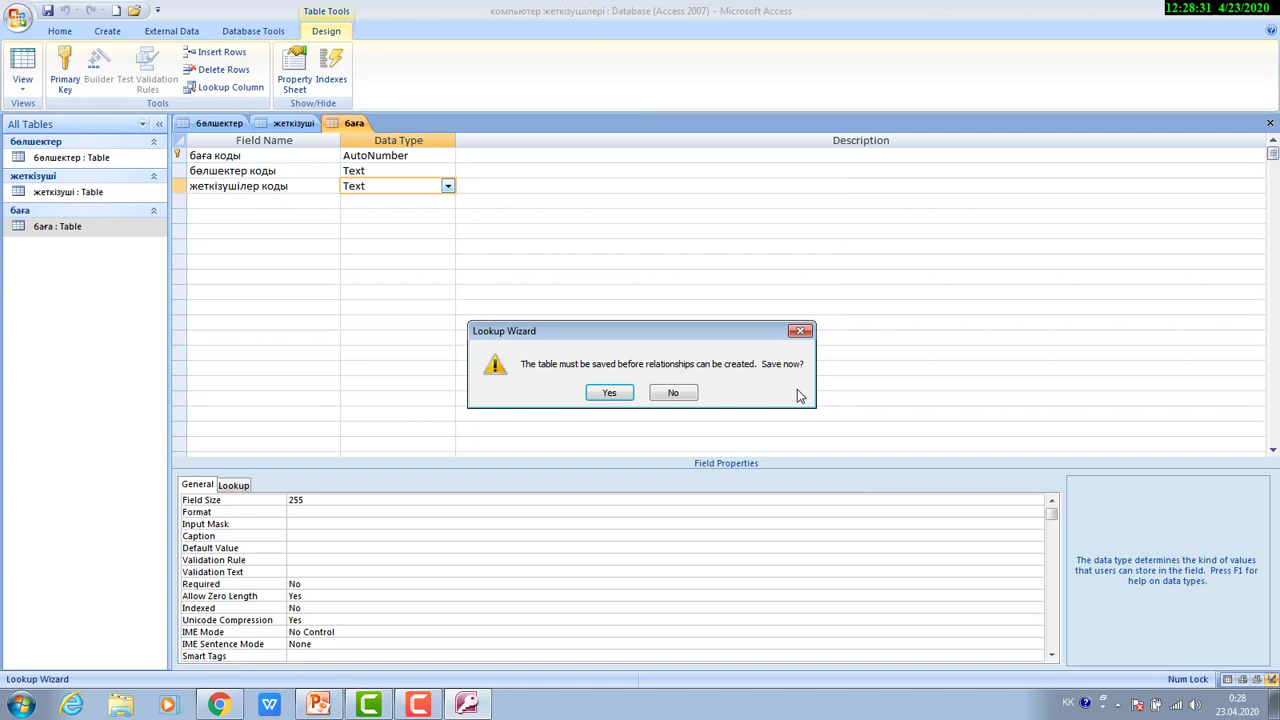 Table Tools
компьютер жеткізушілері : Database (Access 2007) - Microsoft Access
12:28:31 4/23/2020
Home Create External Data Database Tools Design
View
Primary Key
Builder
Test Validation Rules
Insert Rows
Delete Rows
Lookup Column
Property Sheet
Indexes
Views Tools Show/Hide
All Tables
бөлшектер
бөлшектер : Table
жеткізуші
жеткізуші : Table
баға
баға : Table
бөлшектер жеткізуші баға
Field Name Data Type Description
баға коды AutoNumber
бөлшектер коды Text
жеткізушілер коды Text
Lookup Wizard
The table must be saved before relationships can be created. Save now?
Yes No
Field Properties
General Lookup
Field Size 255
Format
Input Mask
Caption
Default Value
Validation Rule
Validation Text
Required No
Allow Zero Length Yes
Indexed No
Unicode Compression Yes
IME Mode No Control
IME Sentence Mode None
Smart Tags
The data type determines the kind of values
that users can store in the field. Press F1 for
help on data types.
Lookup Wizard
Num Lock
KK
0:28
23.04.2020